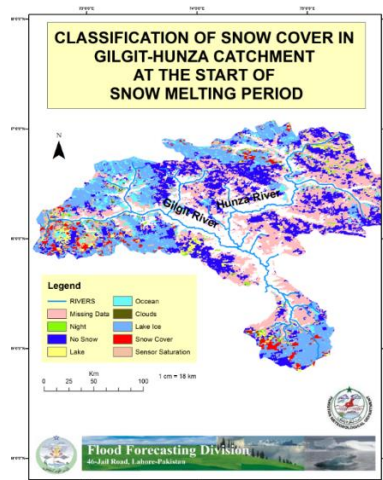 CLASSIFICATION OF SNOW COVER IN
GILGIT-HUNZA CATCHMENT
AT THE START OF
SNOW MELTING PERIOD
N
Hunza River
Gilgit River
Legend
RIVERS
Missing Data
Night
No Snow
Lake
Ocean
Clouds
Lake Ice
Snow Cover
Sensor Saturation
Km
0 25 50 100
1 cm = 18 km
Flood Forecasting Division
46-Jail Road, Lahore-Pakistan